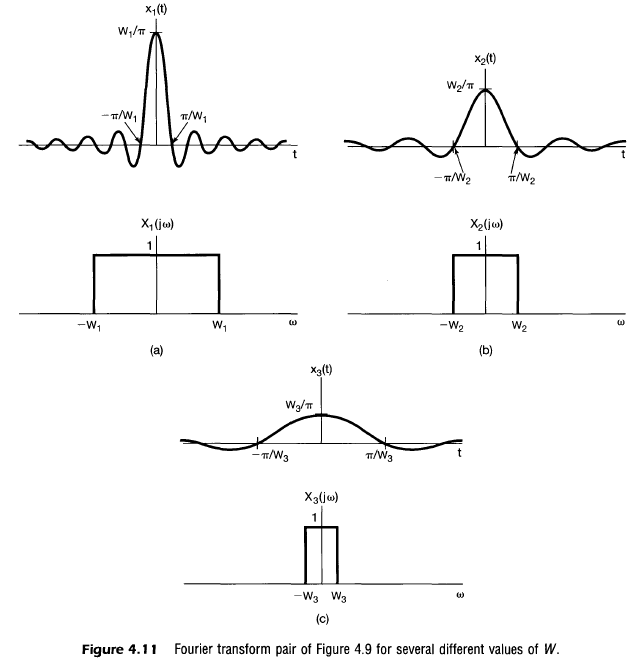 x₁(t)
W₁/π
−π/W₁
π/W₁
t
X₁(jω)
1
−W₁
W₁
ω
(a)
x₂(t)
W₂/π
−π/W₂
π/W₂
t
X₂(jω)
1
−W₂
W₂
ω
(b)
x₃(t)
W₃/π
−π/W₃
π/W₃
t
X₃(jω)
1
−W₃
W₃
ω
(c)
Figure 4.11 Fourier transform pair of Figure 4.9 for several different values of W.